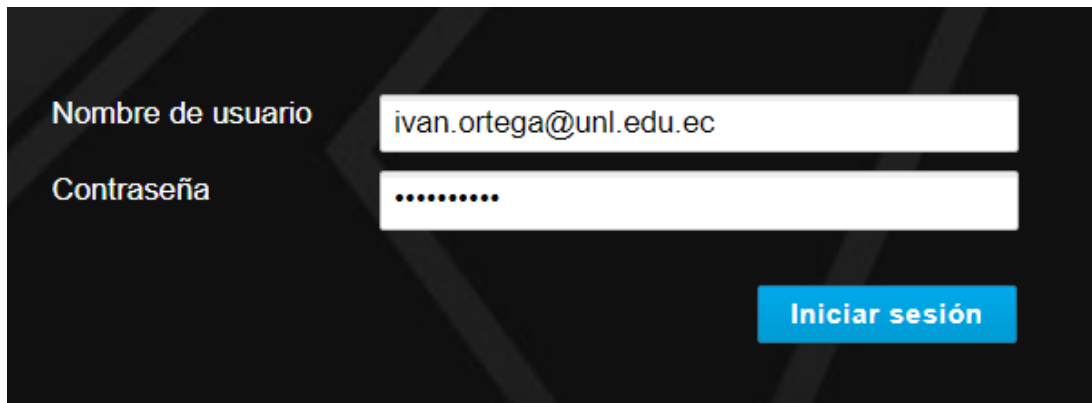 Nombre de usuario
ivan.ortega@unl.edu.ec
Contraseña
••••••••••
Iniciar sesión